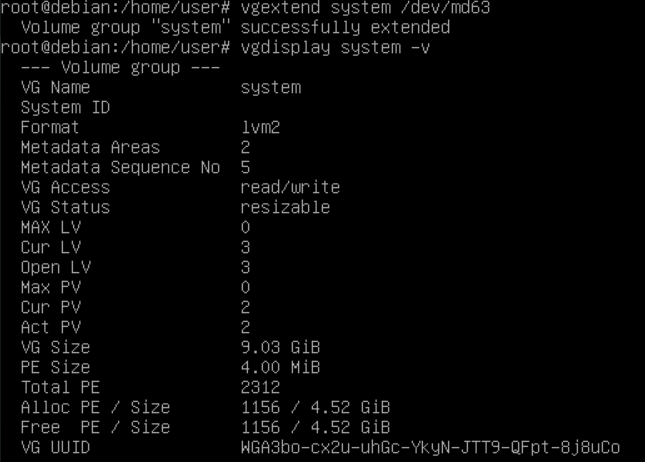 root@debian:/home/user# vgextend system /dev/md63
  Volume group "system" successfully extended
root@debian:/home/user# vgdisplay system -v
  --- Volume group ---
  VG Name               system
  System ID
  Format                lvm2
  Metadata Areas        2
  Metadata Sequence No  5
  VG Access             read/write
  VG Status             resizable
  MAX LV                0
  Cur LV                3
  Open LV               3
  Max PV                0
  Cur PV                2
  Act PV                2
  VG Size               9.03 GiB
  PE Size               4.00 MiB
  Total PE              2312
  Alloc PE / Size       1156 / 4.52 GiB
  Free  PE / Size       1156 / 4.52 GiB
  VG UUID               WGA3bo-cx2u-uhGc-YkyN-JTT9-QFpt-8j8uCo